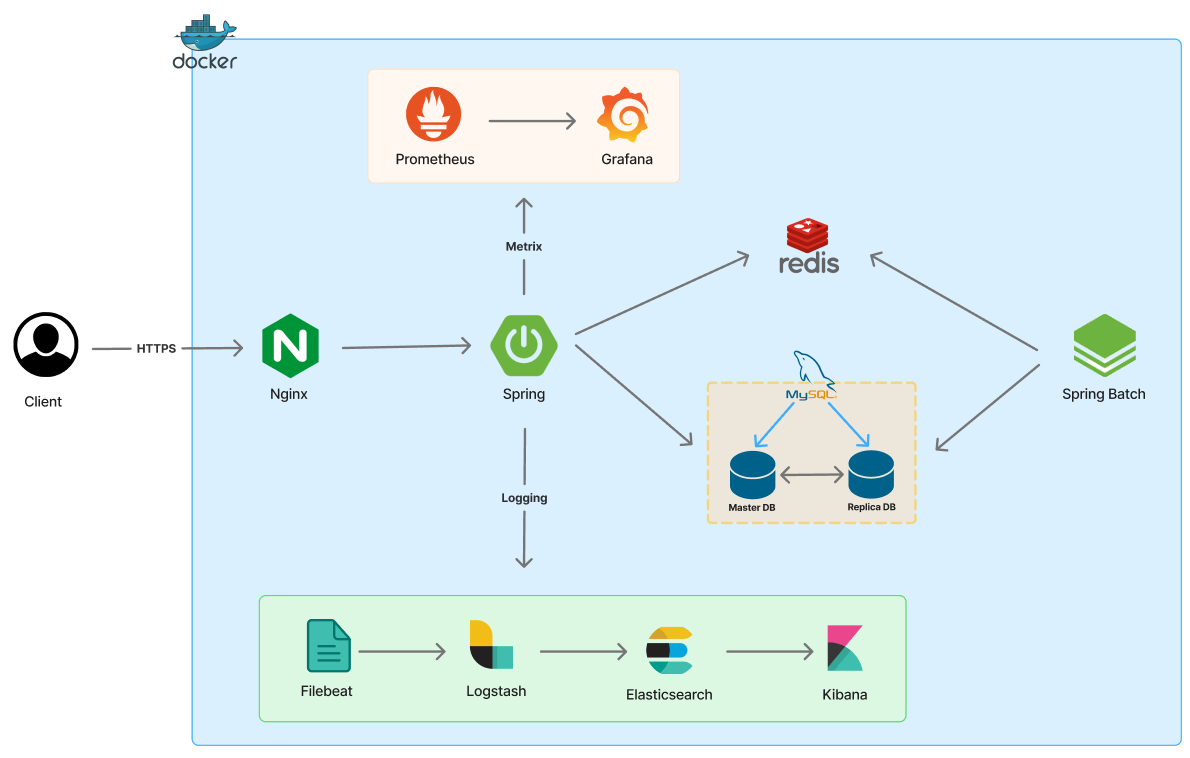 docker
Prometheus
Grafana
Metrix
redis
Client
HTTPS
Nginx
Spring
MySQL
Spring Batch
Master DB
Replica DB
Logging
Filebeat
Logstash
Elasticsearch
Kibana